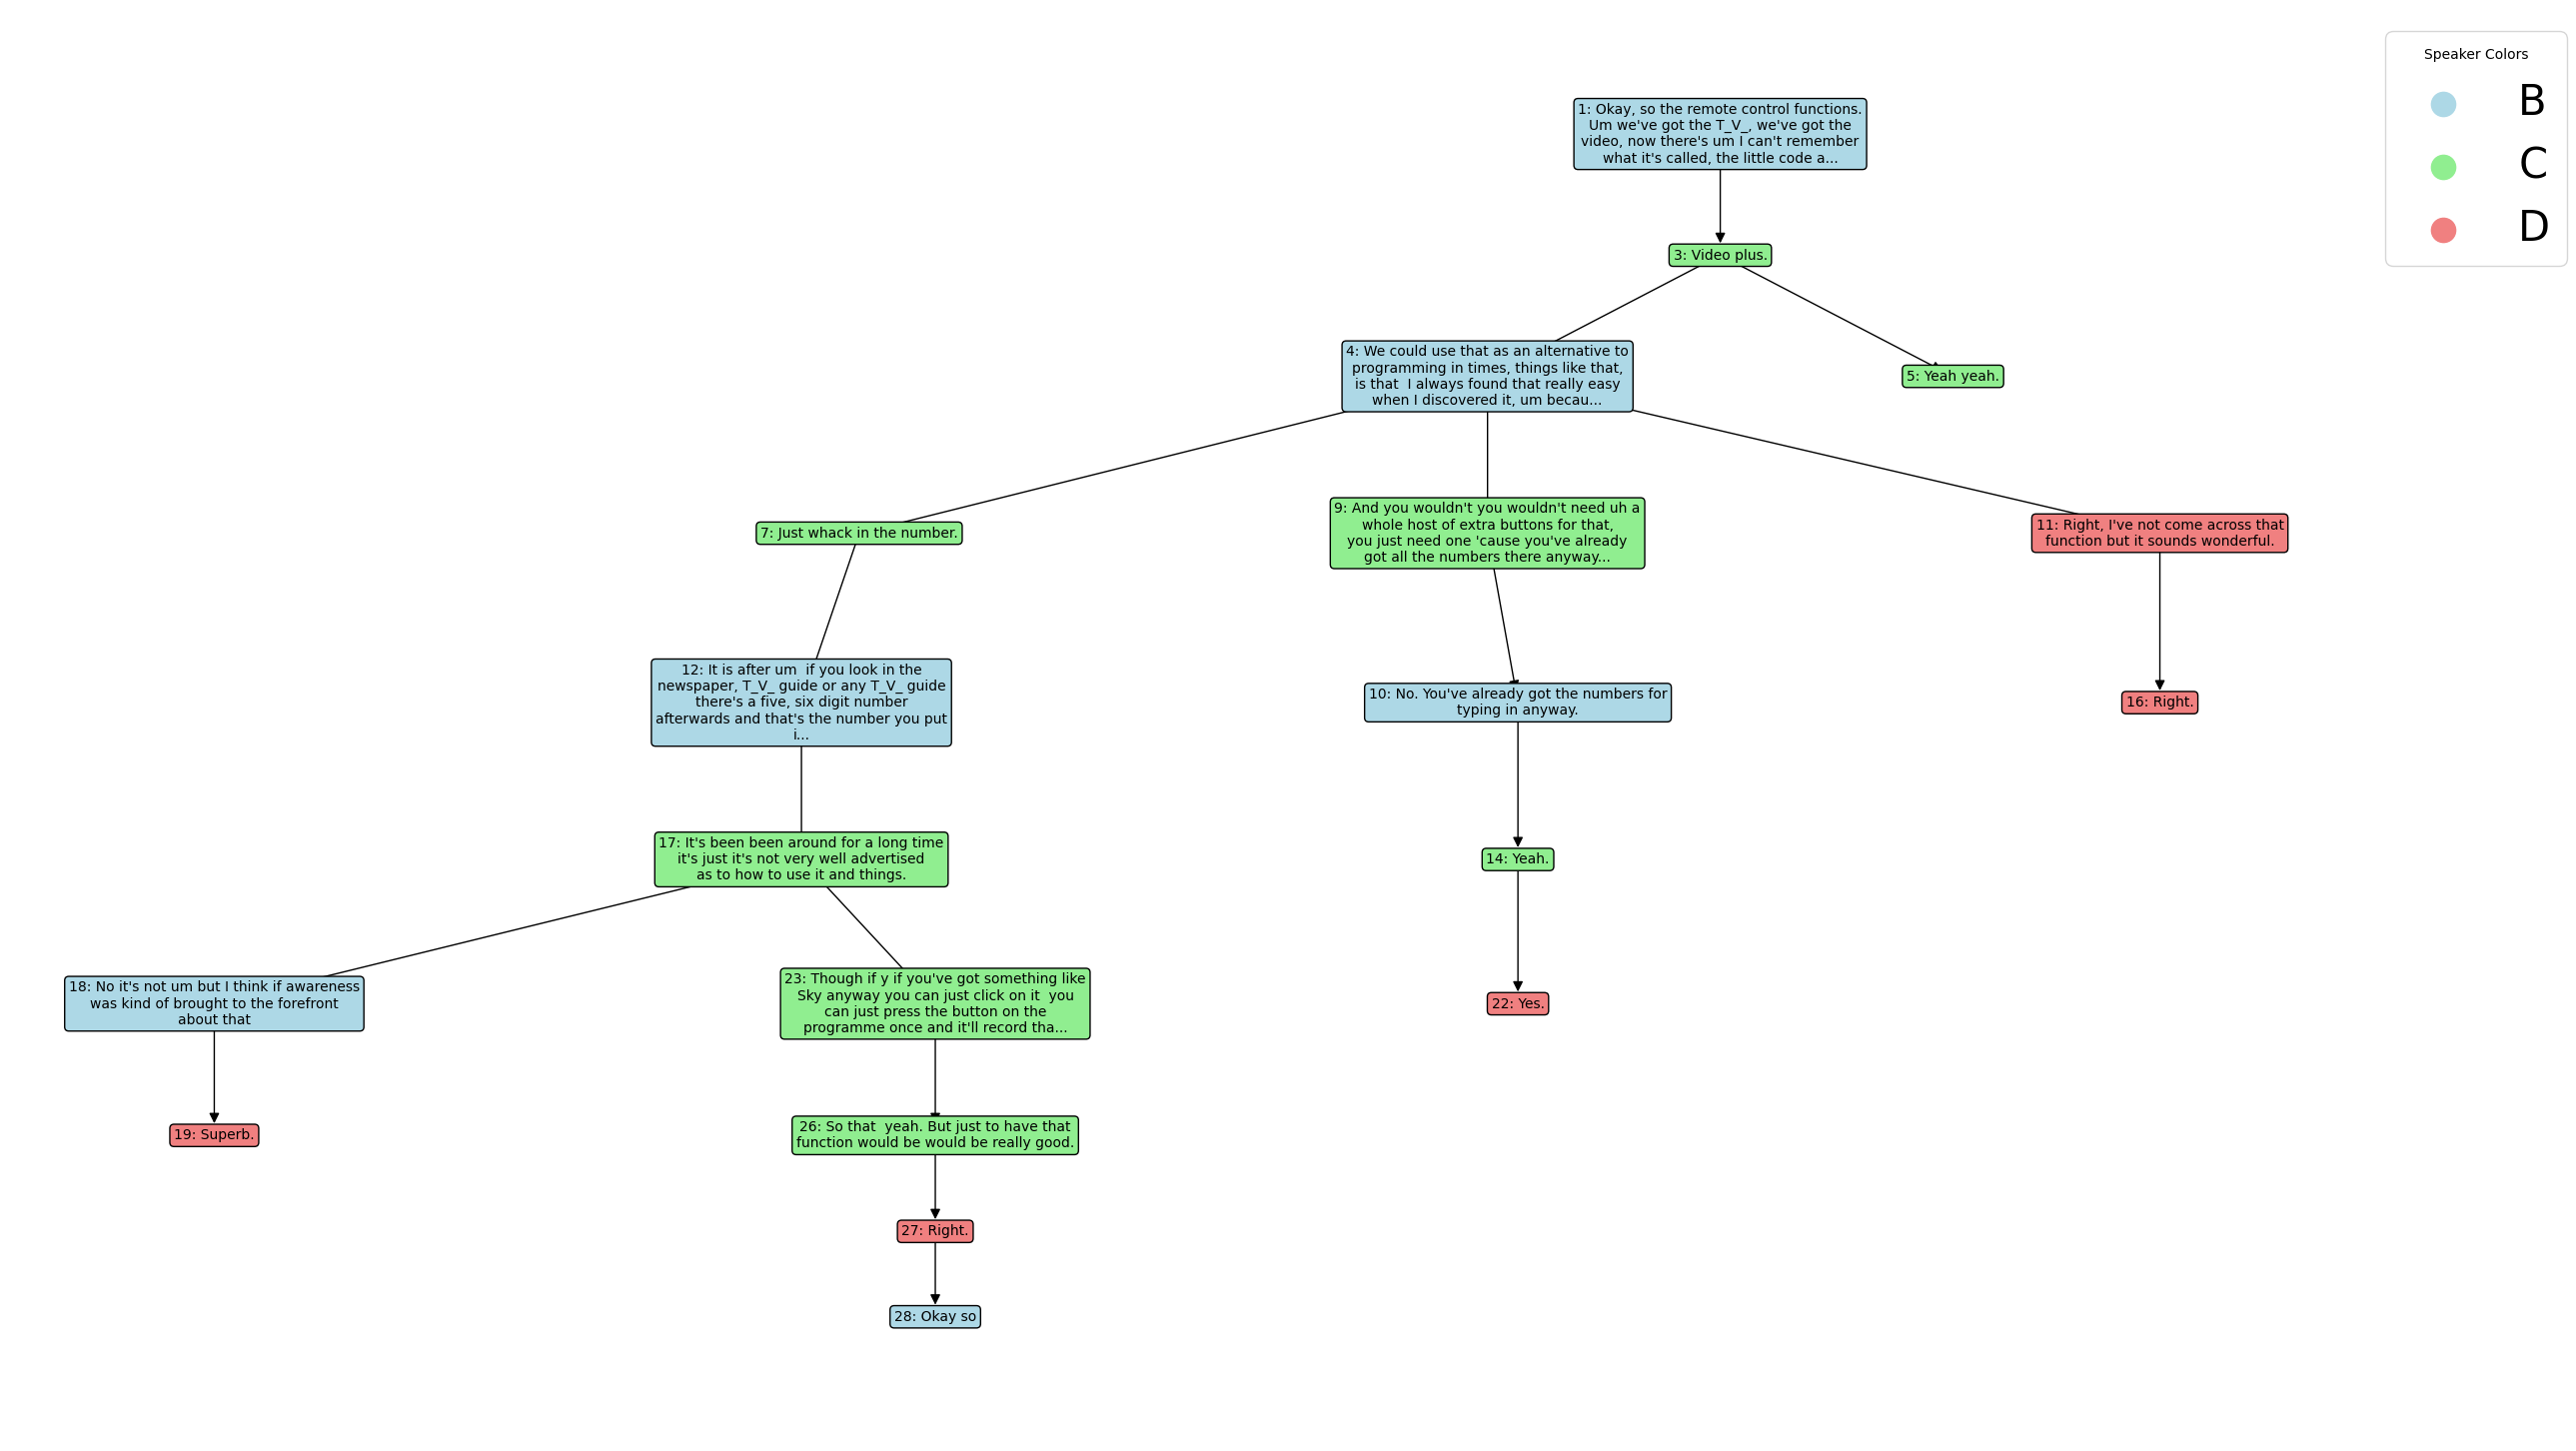 Speaker Colors
B
C
D
1: Okay, so the remote control functions.
Um we've got the T_V_, we've got the
video, now there's um I can't remember
what it's called, the little code a...
3: Video plus.
4: We could use that as an alternative to
programming in times, things like that,
is that  I always found that really easy
when I discovered it, um becau...
5: Yeah yeah.
7: Just whack in the number.
9: And you wouldn't you wouldn't need uh a
whole host of extra buttons for that,
you just need one 'cause you've already
got all the numbers there anyway...
11: Right, I've not come across that
function but it sounds wonderful.
12: It is after um  if you look in the
newspaper, T_V_ guide or any T_V_ guide
there's a five, six digit number
afterwards and that's the number you put
i...
10: No. You've already got the numbers for
typing in anyway.
16: Right.
17: It's been been around for a long time
it's just it's not very well advertised
as to how to use it and things.
14: Yeah.
18: No it's not um but I think if awareness
was kind of brought to the forefront
about that
23: Though if y if you've got something like
Sky anyway you can just click on it  you
can just press the button on the
programme once and it'll record tha...
22: Yes.
19: Superb.
26: So that  yeah. But just to have that
function would be would be really good.
27: Right.
28: Okay so